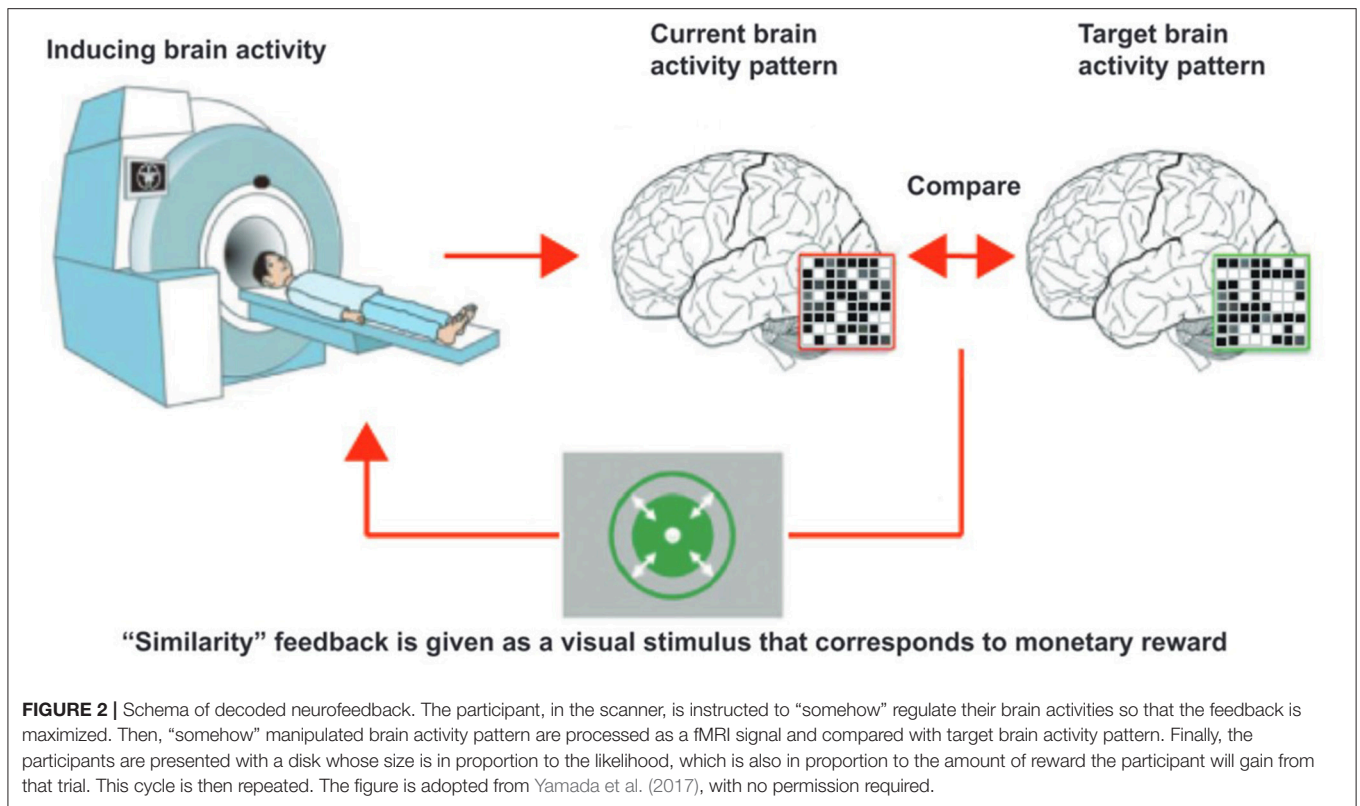 Inducing brain activity
Current brain
activity pattern
Target brain
activity pattern
Compare
“Similarity” feedback is given as a visual stimulus that corresponds to monetary reward
FIGURE 2 | Schema of decoded neurofeedback. The participant, in the scanner, is instructed to “somehow” regulate their brain activities so that the feedback is
maximized. Then, “somehow” manipulated brain activity pattern are processed as a fMRI signal and compared with target brain activity pattern. Finally, the
participants are presented with a disk whose size is in proportion to the likelihood, which is also in proportion to the amount of reward the participant will gain from
that trial. This cycle is then repeated. The figure is adopted from Yamada et al. (2017), with no permission required.